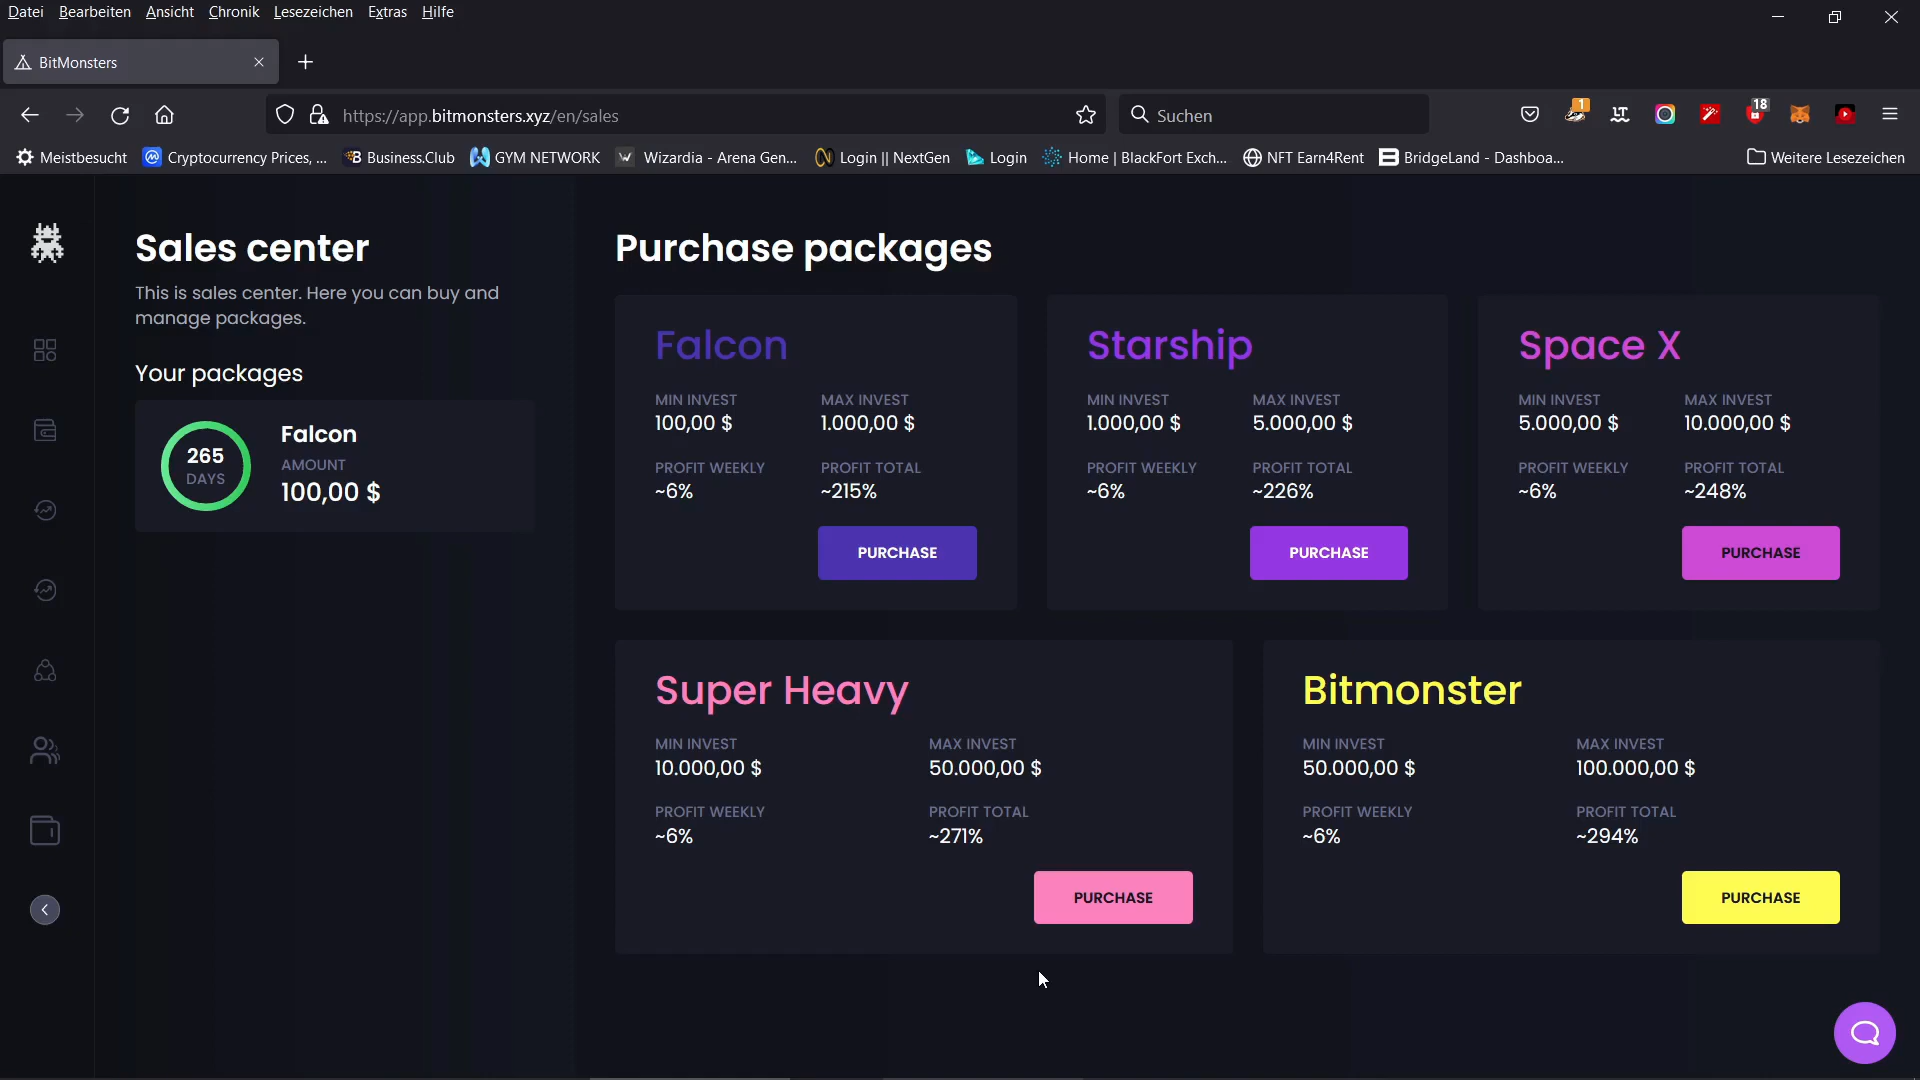 Datei Bearbeiten Ansicht Chronik Lesezeichen Extras Hilfe
BitMonsters
https://app.bitmonsters.xyz/en/sales
Suchen
1
18
Meistbesucht Cryptocurrency Prices, ... Business.Club GYM NETWORK Wizardia - Arena Gen... Login || NextGen Login Home | BlackFort Exch... NFT Earn4Rent BridgeLand - Dashboa... Weitere Lesezeichen
Sales center
This is sales center. Here you can buy and
manage packages.
Your packages
265
DAYS
Falcon
AMOUNT
100,00 $
Purchase packages
Falcon
MIN INVEST MAX INVEST
100,00 $ 1.000,00 $
PROFIT WEEKLY PROFIT TOTAL
~6% ~215%
PURCHASE
Starship
MIN INVEST MAX INVEST
1.000,00 $ 5.000,00 $
PROFIT WEEKLY PROFIT TOTAL
~6% ~226%
PURCHASE
Space X
MIN INVEST MAX INVEST
5.000,00 $ 10.000,00 $
PROFIT WEEKLY PROFIT TOTAL
~6% ~248%
PURCHASE
Super Heavy
MIN INVEST MAX INVEST
10.000,00 $ 50.000,00 $
PROFIT WEEKLY PROFIT TOTAL
~6% ~271%
PURCHASE
Bitmonster
MIN INVEST MAX INVEST
50.000,00 $ 100.000,00 $
PROFIT WEEKLY PROFIT TOTAL
~6% ~294%
PURCHASE